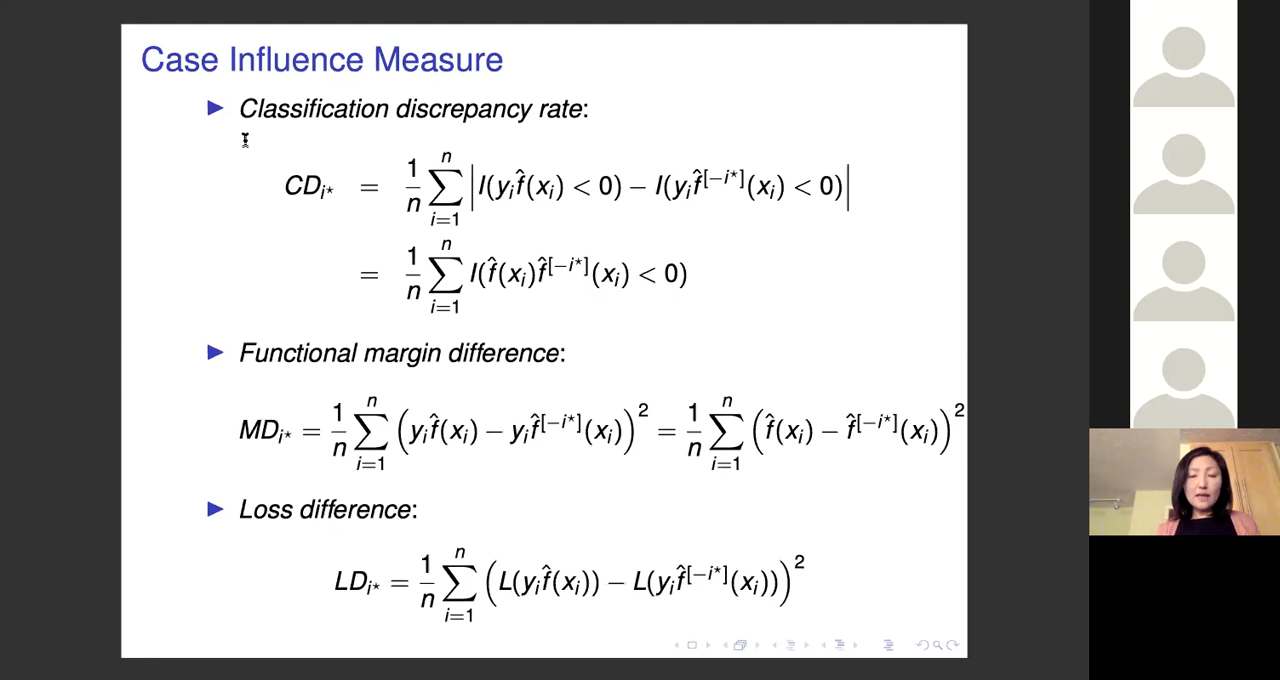 Case Influence Measure
▶ Classification discrepancy rate:
CD_{i⋆} = \frac{1}{n} \sum_{i=1}^{n} \left| I(y_i \hat{f}(x_i) < 0) − I(y_i \hat{f}^{[−i⋆]}(x_i) < 0) \right|
= \frac{1}{n} \sum_{i=1}^{n} I(\hat{f}(x_i) \hat{f}^{[−i⋆]}(x_i) < 0)
▶ Functional margin difference:
MD_{i⋆} = \frac{1}{n} \sum_{i=1}^{n} \left( y_i \hat{f}(x_i) − y_i \hat{f}^{[−i⋆]}(x_i) \right)^2 = \frac{1}{n} \sum_{i=1}^{n} \left( \hat{f}(x_i) − \hat{f}^{[−i⋆]}(x_i) \right)^2
▶ Loss difference:
LD_{i⋆} = \frac{1}{n} \sum_{i=1}^{n} \left( L(y_i \hat{f}(x_i)) − L(y_i \hat{f}^{[−i⋆]}(x_i)) \right)^2